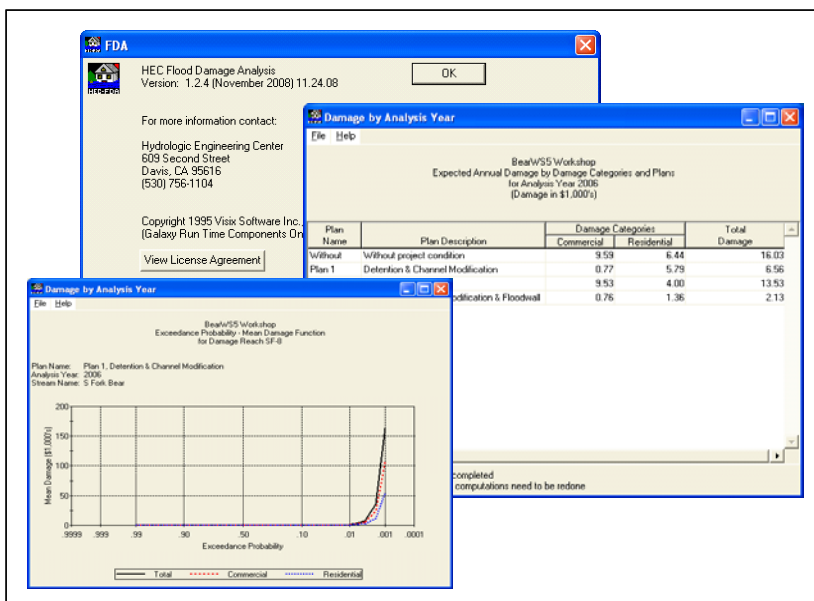 FDA
HEC Flood Damage Analysis
Version: 1.2.4 (November 2008) 11.24.08
OK
HEC-FDA
For more information contact:
Hydrologic Engineering Center
609 Second Street
Davis, CA 95616
(530) 756-1104
Copyright 1995 Visix Software Inc.,
(Galaxy Run Time Components On
View License Agreement
Damage by Analysis Year
File Help
BearWS5 Workshop
Expected Annual Damage by Damage Categories and Plans
for Analysis Year 2006
(Damage in $1,000's)
Damage Categories
Plan Name Plan Description Commercial Residential Total Damage
Without Without project condition 9.59 6.44 16.03
Plan 1 Detention & Channel Modification 0.77 5.79 6.56
9.53 4.00 13.53
odification & Floodwall 0.76 1.36 2.13
completed
computations need to be redone
Damage by Analysis Year
File Help
BearWS5 Workshop
Exceedance Probability - Mean Damage Function
for Damage Reach SF-8
Plan Name: Plan 1, Detention & Channel Modification
Analysis Year: 2006
Stream Name: S Fork Bear
Mean Damage ($1,000's)
200
150
100
50
0
.9999 .999 .99 .90 .50 .10 .01 .001 .0001
Exceedance Probability
Total Commercial Residential